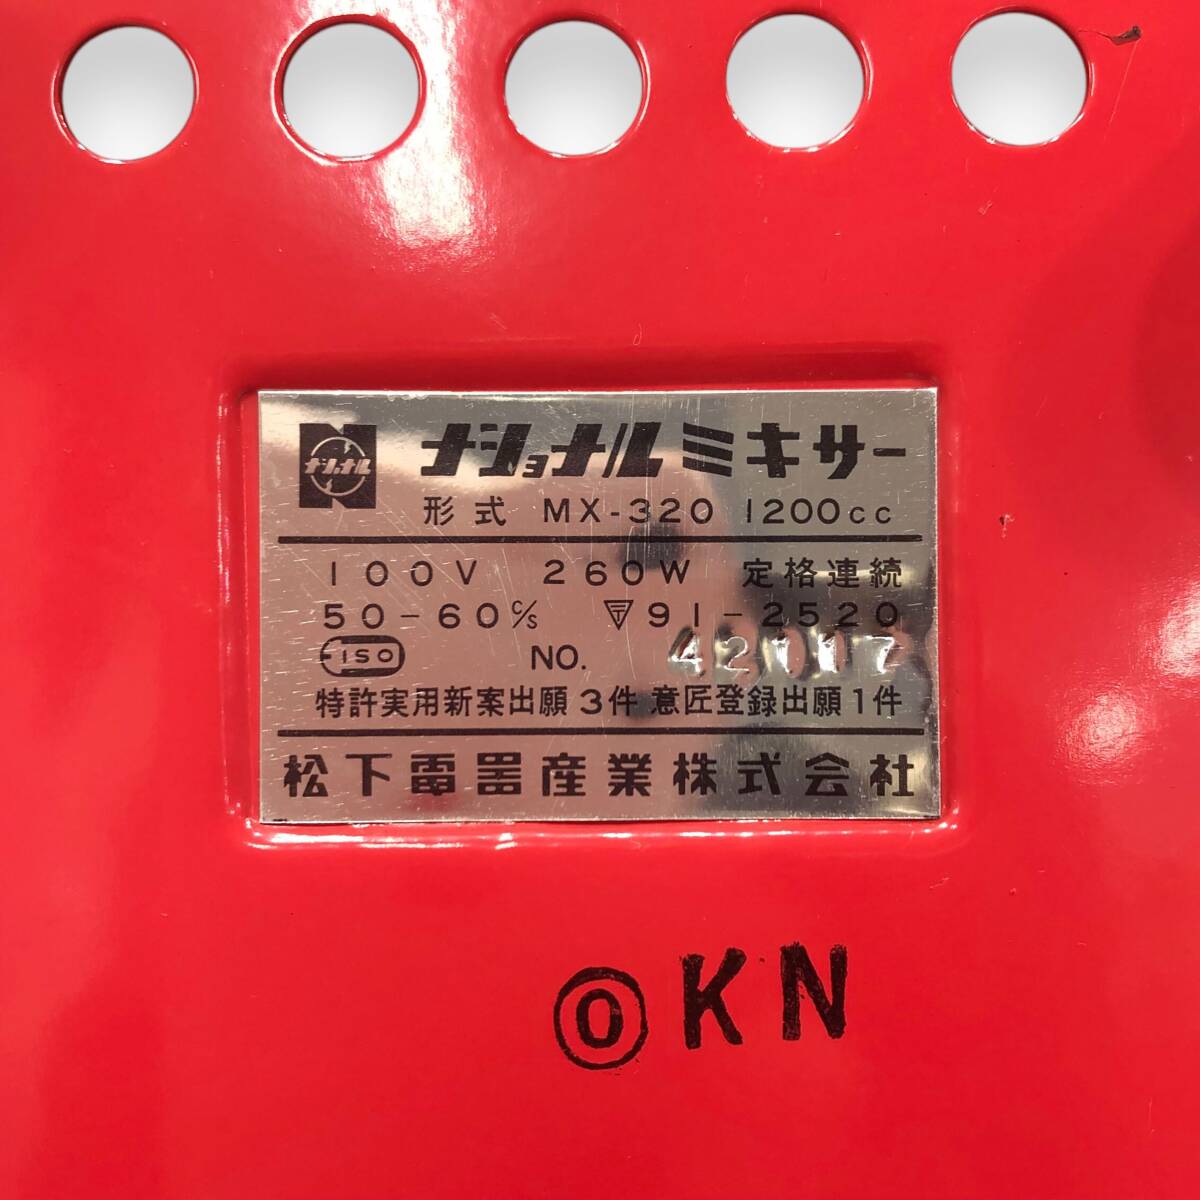 ナショナル
ナショナルミキサー
形式 MX-320 1200cc
100V 260W 定格連続
50-60c/s 〒91-2520
ISO NO. 42117
特許実用新案出願3件 意匠登録出願1件
松下電器産業株式会社
O KN